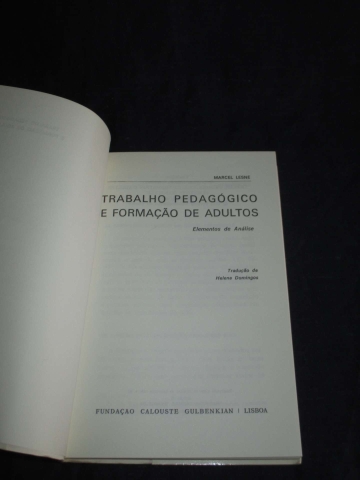 MARCEL LESNE
TRABALHO PEDAGÓGICO
E FORMAÇÃO DE ADULTOS
Elementos de Análise
Tradução de
Helena Domingos
FUNDAÇÃO CALOUSTE GULBENKIAN | LISBOA